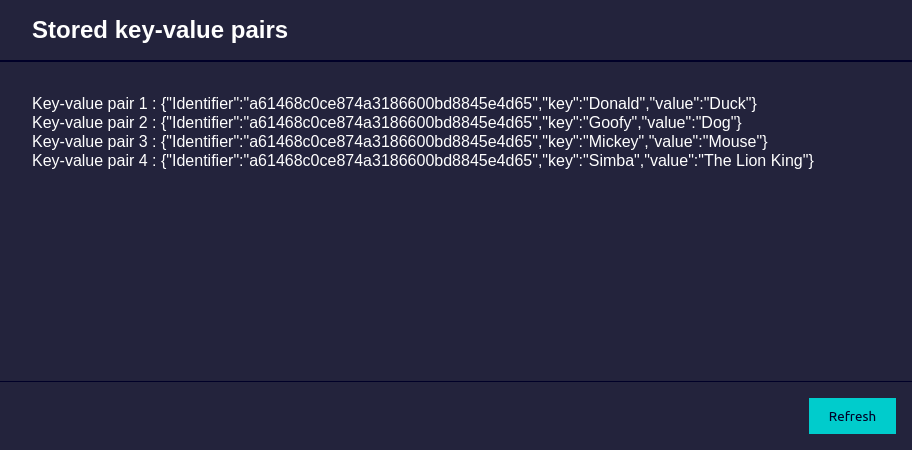 Stored key-value pairs
Key-value pair 1 : {"Identifier":"a61468c0ce874a3186600bd8845e4d65","key":"Donald","value":"Duck"}
Key-value pair 2 : {"Identifier":"a61468c0ce874a3186600bd8845e4d65","key":"Goofy","value":"Dog"}
Key-value pair 3 : {"Identifier":"a61468c0ce874a3186600bd8845e4d65","key":"Mickey","value":"Mouse"}
Key-value pair 4 : {"Identifier":"a61468c0ce874a3186600bd8845e4d65","key":"Simba","value":"The Lion King"}
Refresh